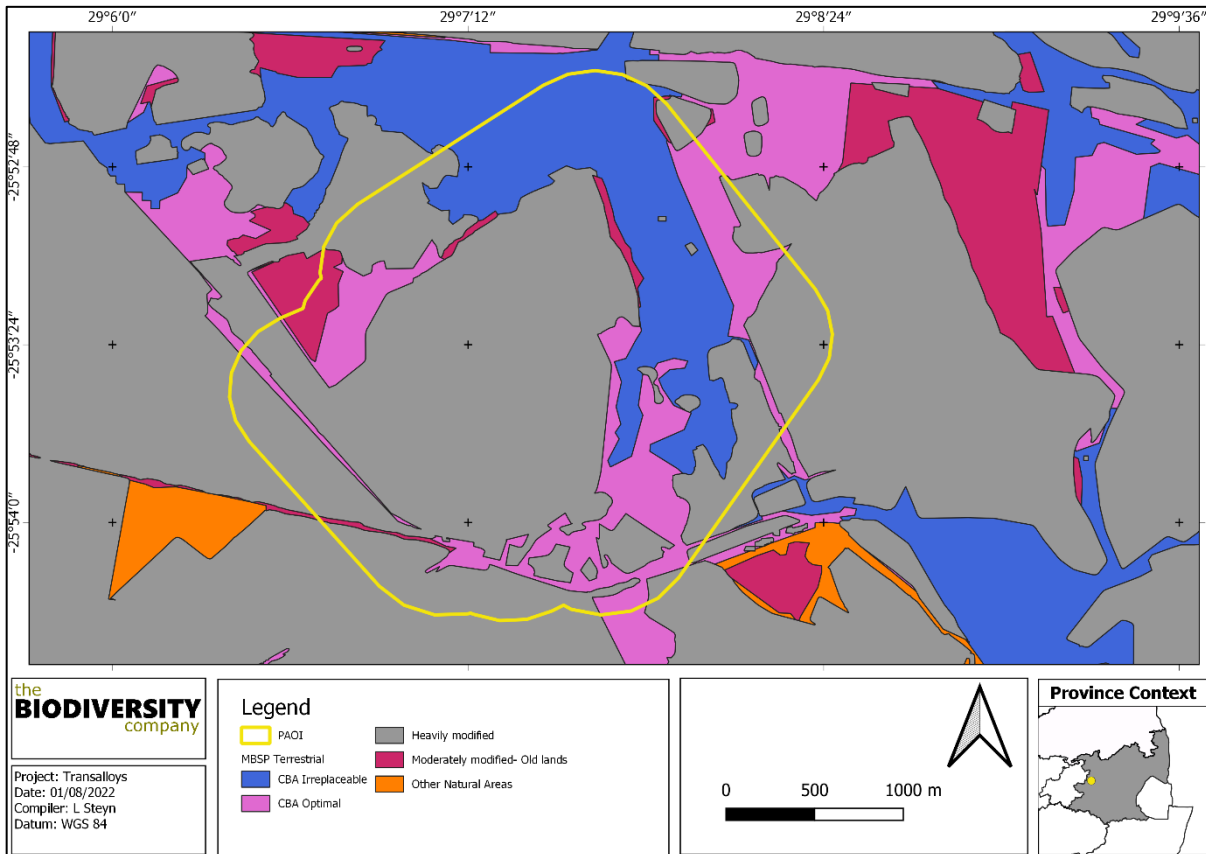 29°6′0″ 29°7′12″ 29°8′24″ 29°9′36″
-25°52′48″
-25°53′24″
-25°54′0″
the
BIODIVERSITY
company
Project: Transalloys
Date: 01/08/2022
Compiler: L Steyn
Datum: WGS 84
Legend
PAOI
MBSP Terrestrial
CBA Irreplaceable
CBA Optimal
Heavily modified
Moderately modified- Old lands
Other Natural Areas
0 500 1000 m
Province Context